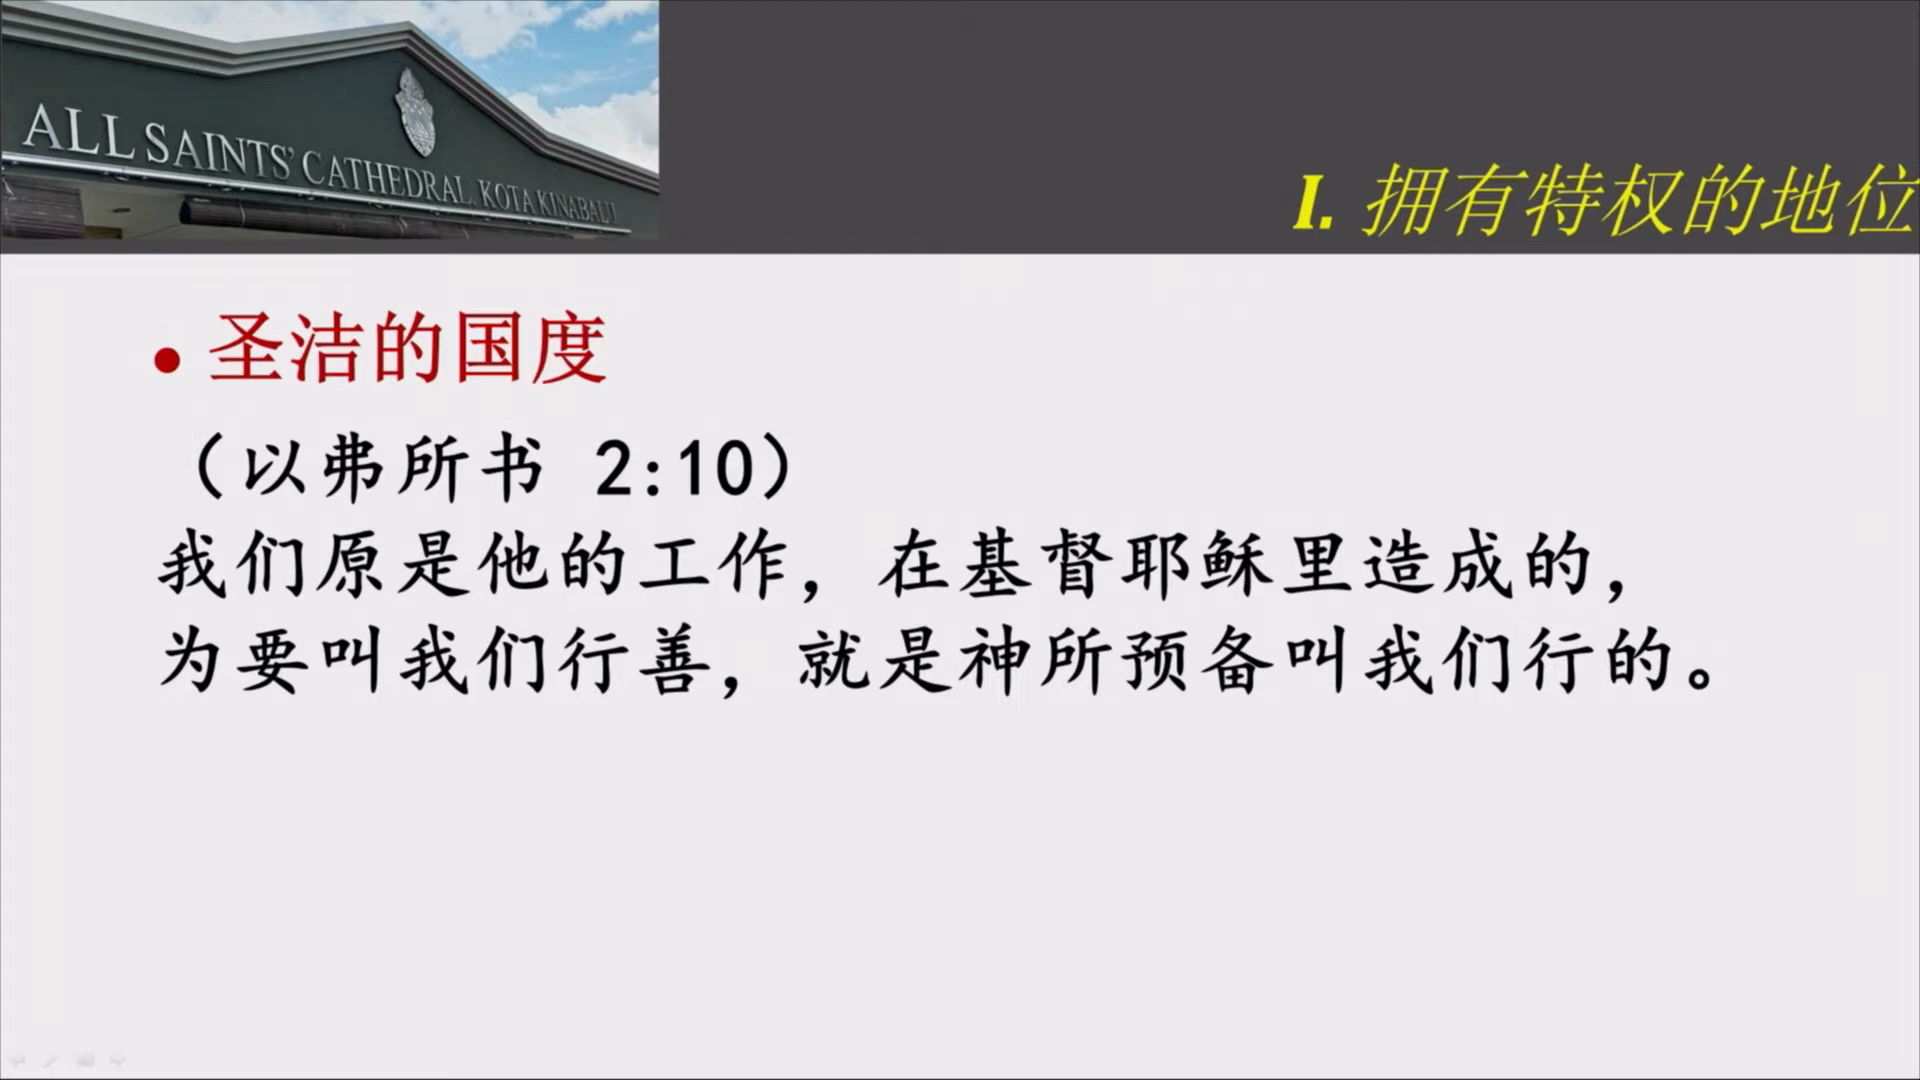 ALL SAINTS' CATHEDRAL KOTA KINABALU
I. 拥有特权的地位
• 圣洁的国度
（以弗所书 2:10）
我们原是他的工作，在基督耶稣里造成的，
为要叫我们行善，就是神所预备叫我们行的。